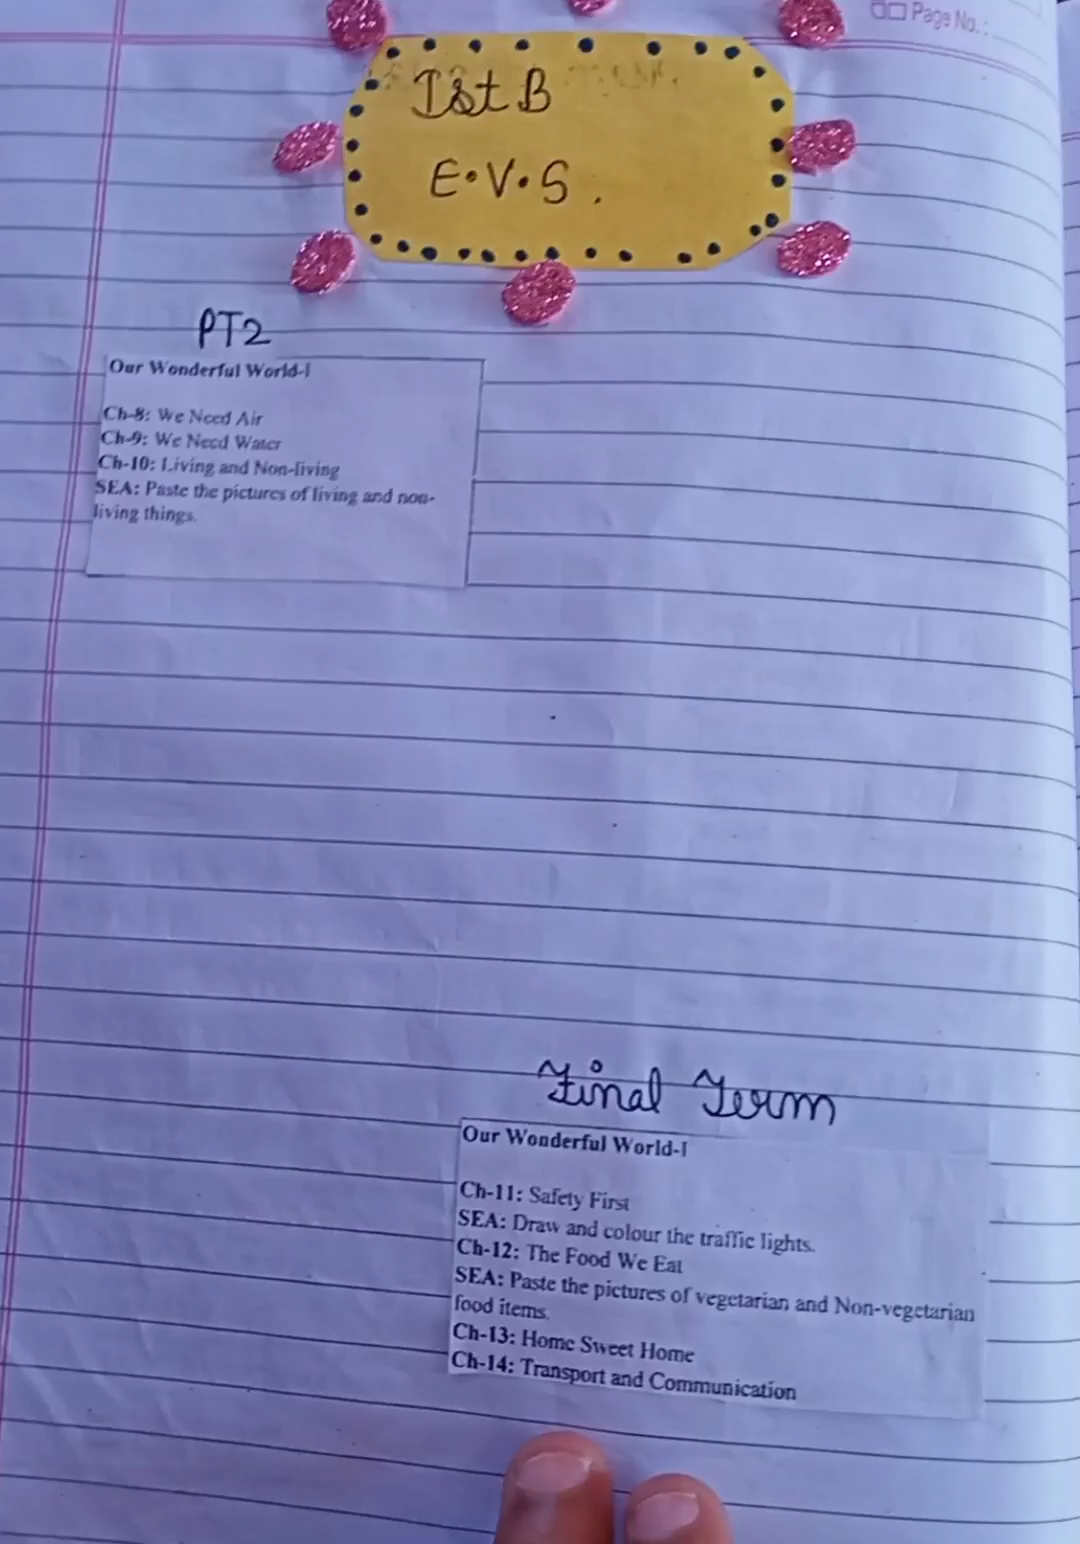 Page No.:
Ist B
E.V.S.
PT2
Our Wonderful World-I
Ch-8: We Need Air
Ch-9: We Need Water
Ch-10: Living and Non-living
SEA: Paste the pictures of living and non-
living things.
Final Term
Our Wonderful World-I
Ch-11: Safety First
SEA: Draw and colour the traffic lights.
Ch-12: The Food We Eat
SEA: Paste the pictures of vegetarian and Non-vegetarian
food items.
Ch-13: Home Sweet Home
Ch-14: Transport and Communication